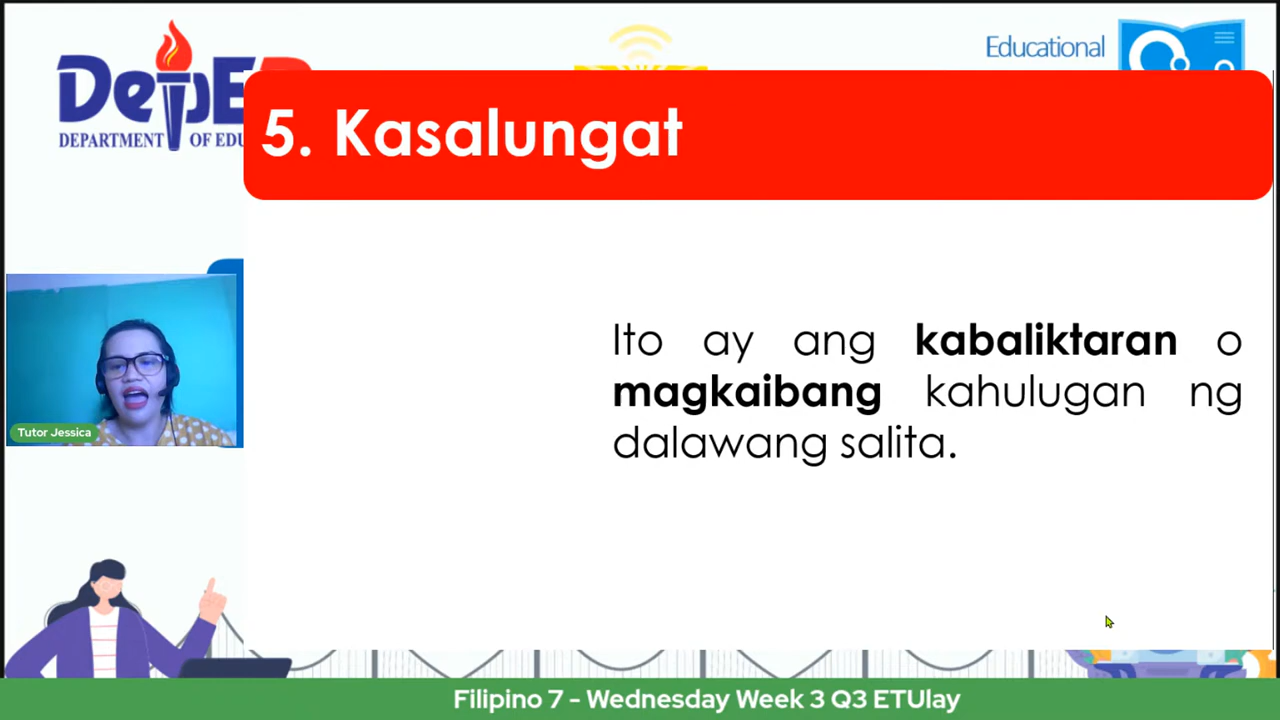 DepE
DEPARTMENT OF EDU
Educational
5. Kasalungat
Ito ay ang kabaliktaran o
magkaibang kahulugan ng
dalawang salita.
Tutor Jessica
Filipino 7 - Wednesday Week 3 Q3 ETUlay